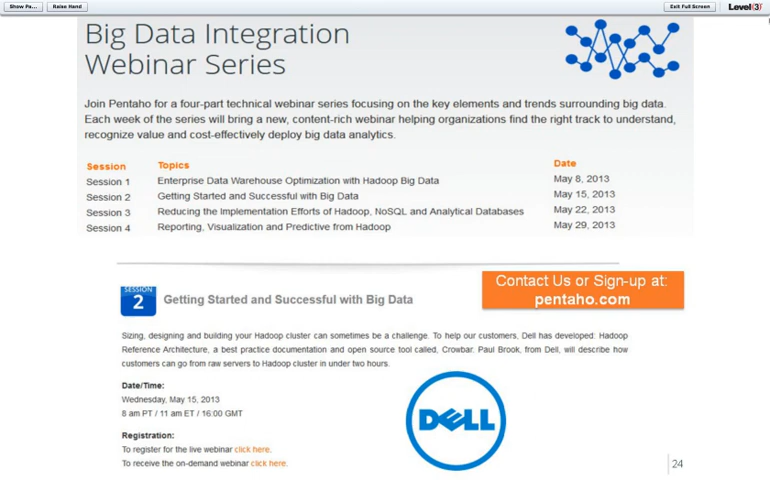 Show Pa...
Raise Hand
Exit Full Screen
Level(3)
Big Data Integration
Webinar Series
Join Pentaho for a four-part technical webinar series focusing on the key elements and trends surrounding big data.
Each week of the series will bring a new, content-rich webinar helping organizations find the right track to understand,
recognize value and cost-effectively deploy big data analytics.
Session Topics Date
Session 1 Enterprise Data Warehouse Optimization with Hadoop Big Data May 8, 2013
Session 2 Getting Started and Successful with Big Data May 15, 2013
Session 3 Reducing the Implementation Efforts of Hadoop, NoSQL and Analytical Databases May 22, 2013
Session 4 Reporting, Visualization and Predictive from Hadoop May 29, 2013
Contact Us or Sign-up at:
pentaho.com
SESSION
2
Getting Started and Successful with Big Data
Sizing, designing and building your Hadoop cluster can sometimes be a challenge. To help our customers, Dell has developed: Hadoop
Reference Architecture, a best practice documentation and open source tool called, Crowbar. Paul Brook, from Dell, will describe how
customers can go from raw servers to Hadoop cluster in under two hours.
Date/Time:
Wednesday, May 15, 2013
8 am PT / 11 am ET / 16:00 GMT
DELL
Registration:
To register for the live webinar click here.
To receive the on-demand webinar click here.
24